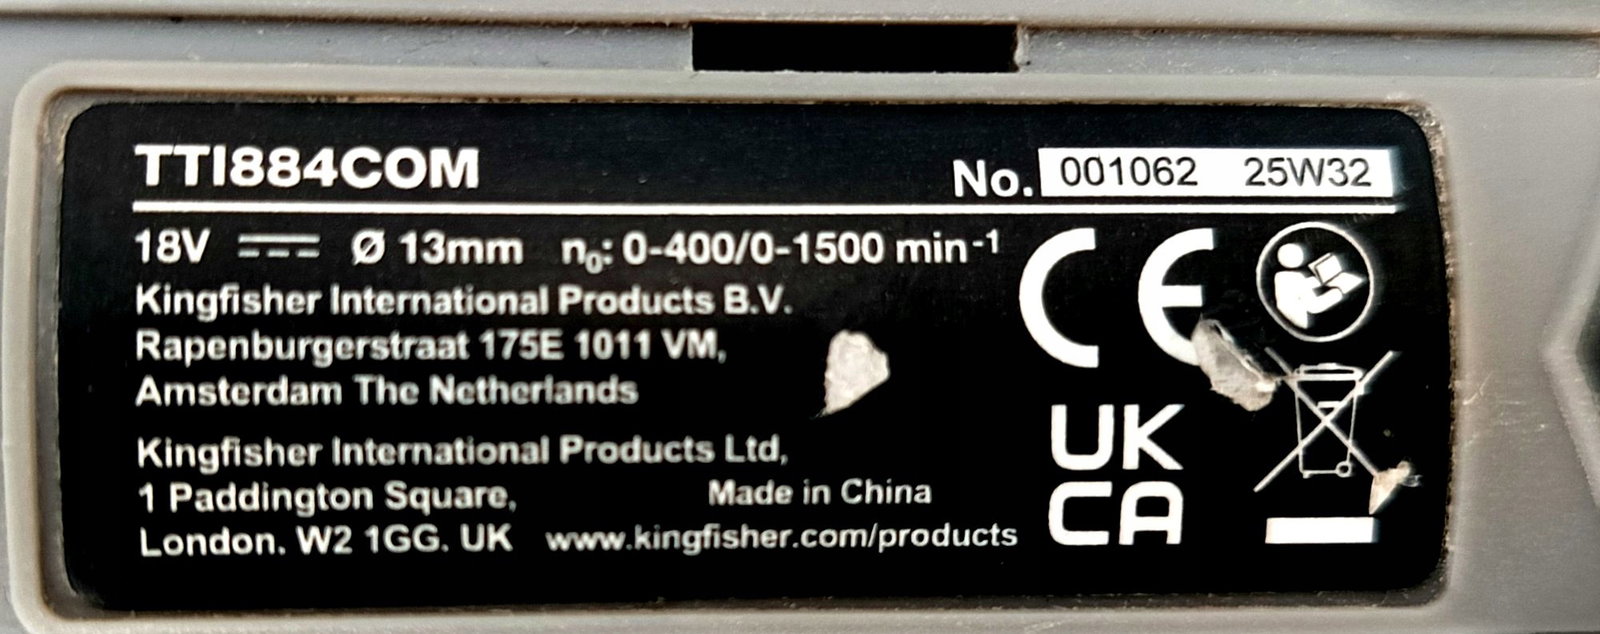 TTI884COM
No. 001062 25W32
18V Ø 13mm n₀: 0-400/0-1500 min⁻¹
Kingfisher International Products B.V.
Rapenburgerstraat 175E 1011 VM,
Amsterdam The Netherlands
Kingfisher International Products Ltd,
1 Paddington Square,
Made in China
London. W2 1GG. UK
www.kingfisher.com/products
CE
UK
CA